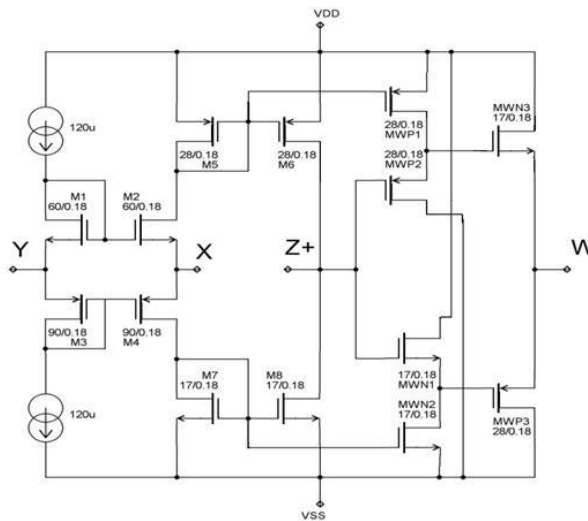 VDD
120u
M1
60/0.18
M2
60/0.18
28/0.18
M5
28/0.18
M6
28/0.18
MWP1
28/0.18
MWP2
MWN3
17/0.18
Y
X
Z+
W
90/0.18
M3
90/0.18
M4
120u
M7
17/0.18
M8
17/0.18
17/0.18
MWN1
MWN2
17/0.18
MWP3
28/0.18
VSS